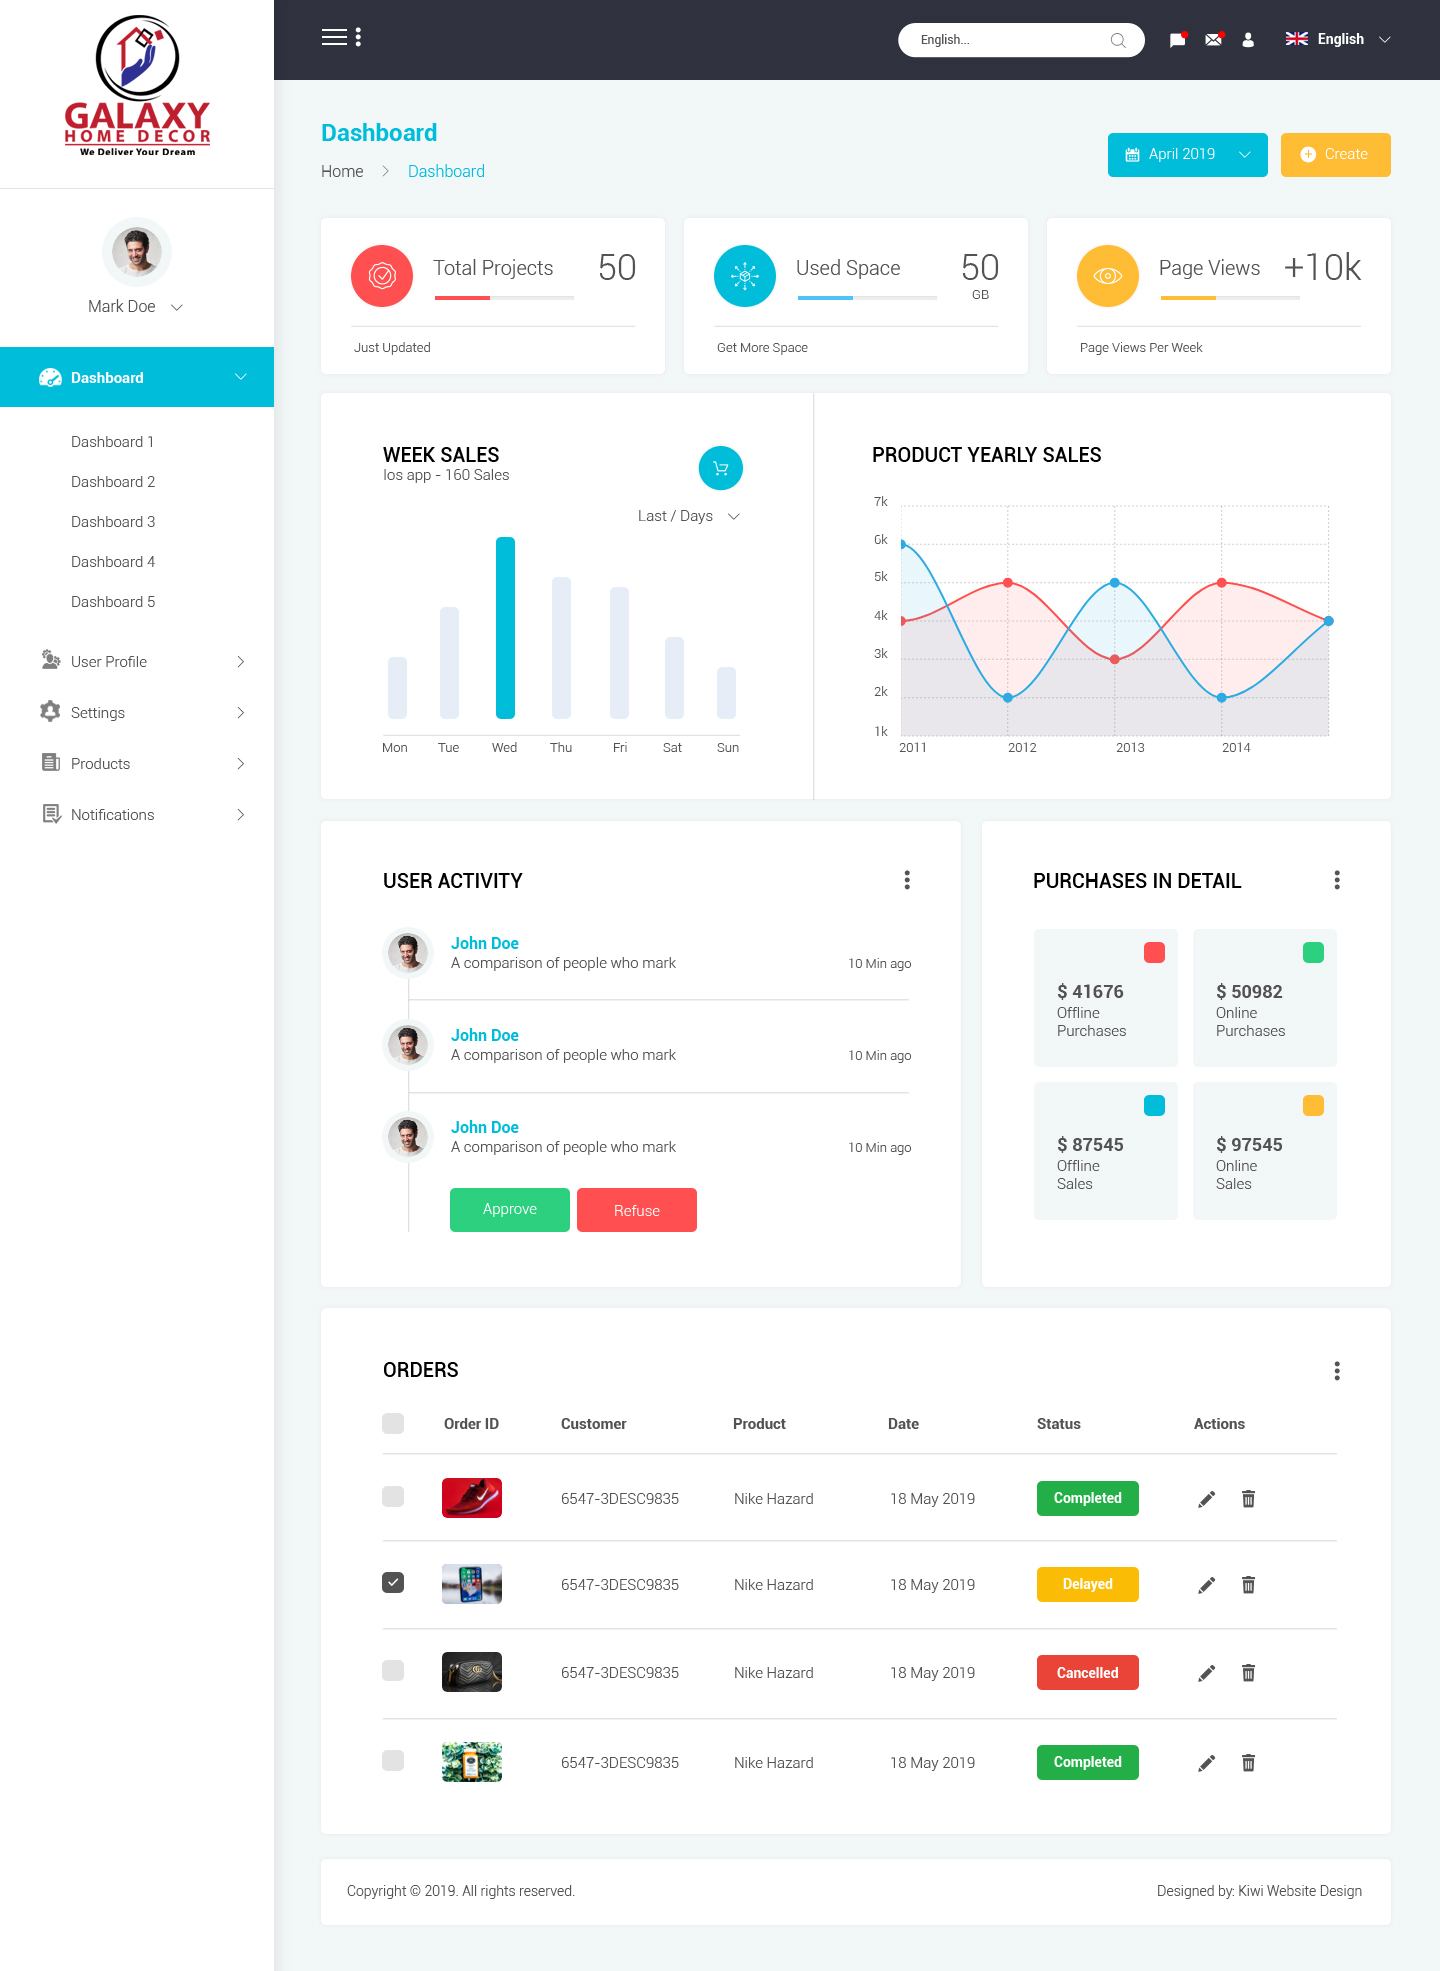 GALAXY
HOME DECOR
We Deliver Your Dream
Mark Doe
Dashboard
Dashboard 1
Dashboard 2
Dashboard 3
Dashboard 4
Dashboard 5
User Profile
Settings
Products
Notifications
English...
English
Dashboard
Home
Dashboard
April 2019
Create
Total Projects
50
Just Updated
Used Space
50
GB
Get More Space
Page Views
+10k
Page Views Per Week
WEEK SALES
Ios app - 160 Sales
Last / Days
Mon Tue Wed Thu Fri Sat Sun
PRODUCT YEARLY SALES
7k
6k
5k
4k
3k
2k
1k
2011 2012 2013 2014
USER ACTIVITY
John Doe
A comparison of people who mark
10 Min ago
John Doe
A comparison of people who mark
10 Min ago
John Doe
A comparison of people who mark
10 Min ago
Approve
Refuse
PURCHASES IN DETAIL
$ 41676
Offline
Purchases
$ 50982
Online
Purchases
$ 87545
Offline
Sales
$ 97545
Online
Sales
ORDERS
Order ID Customer Product Date Status Actions
6547-3DESC9835 Nike Hazard 18 May 2019 Completed
6547-3DESC9835 Nike Hazard 18 May 2019 Delayed
6547-3DESC9835 Nike Hazard 18 May 2019 Cancelled
6547-3DESC9835 Nike Hazard 18 May 2019 Completed
Copyright © 2019. All rights reserved.
Designed by: Kiwi Website Design